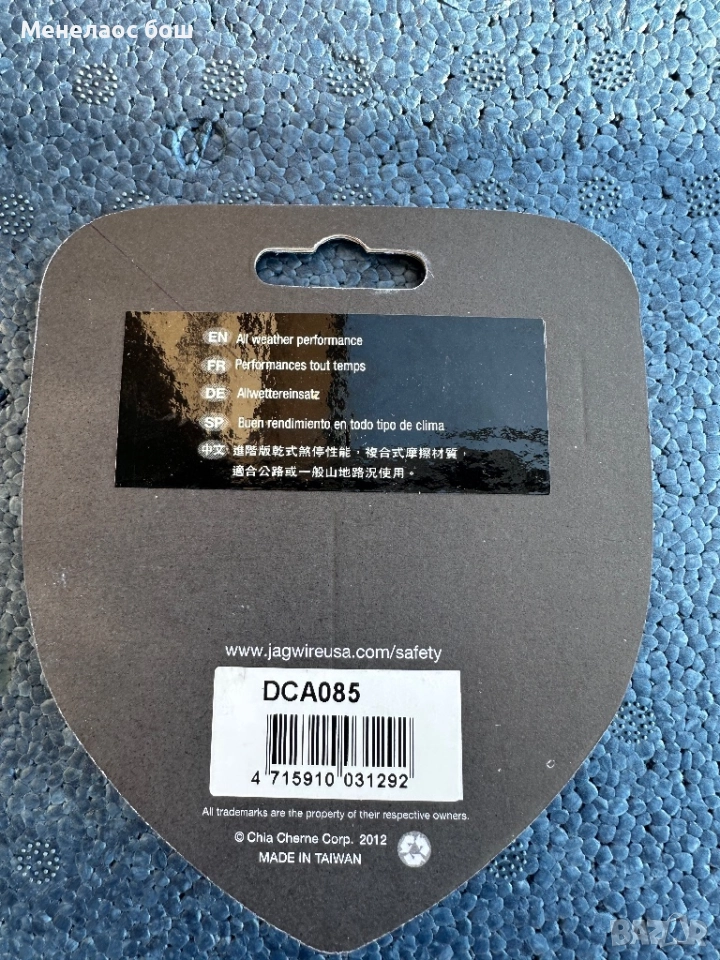 Менелаос бош
EN All weather performance
FR Performances tout temps
DE Allwettereinsatz
SP Buen rendimiento en todo tipo de clima
中文 進階版乾式煞停性能，複合式摩擦材質，
適合公路或一般山地路況使用。
www.jagwireusa.com/safety
DCA085
4 715910 031292
All trademarks are the property of their respective owners.
© Chia Cherne Corp. 2012
MADE IN TAIWAN
BAZAR